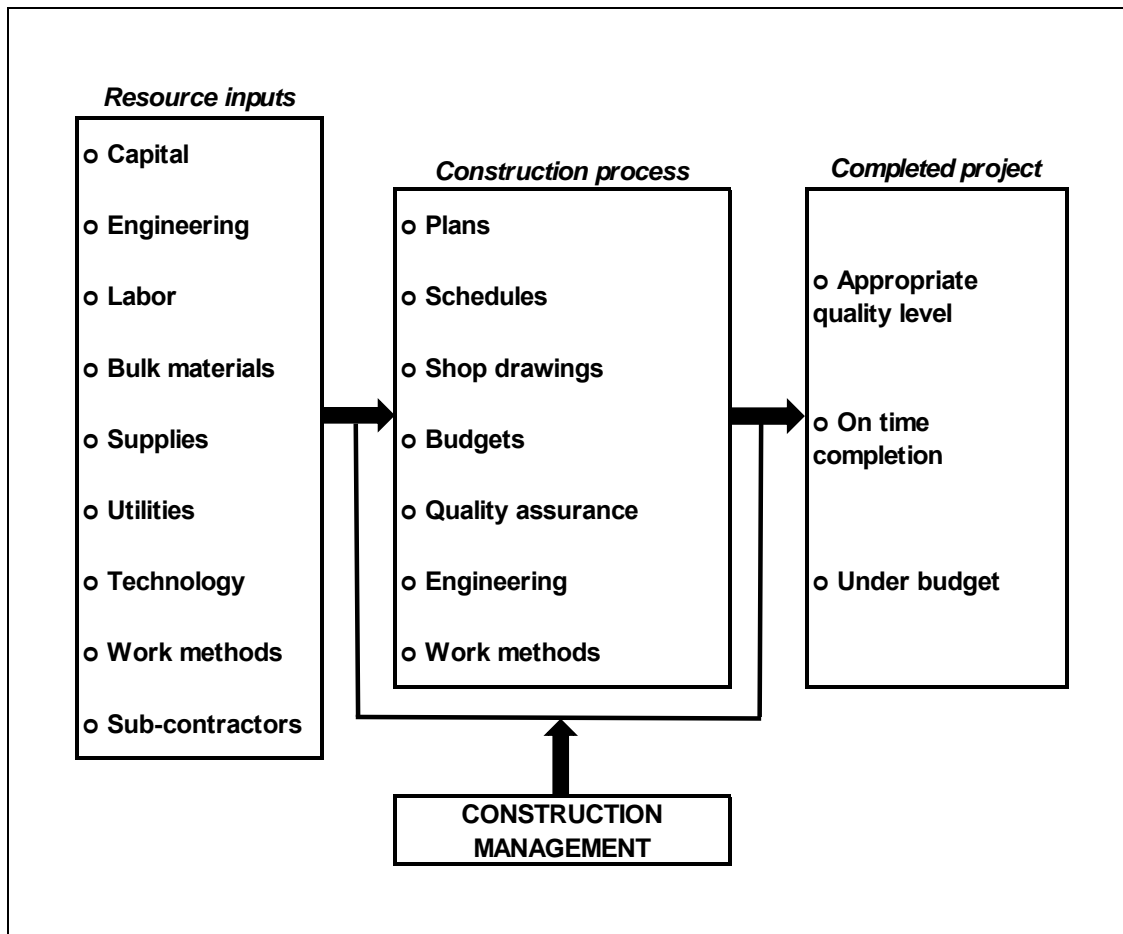 Resource inputs
o Capital
o Engineering
o Labor
o Bulk materials
o Supplies
o Utilities
o Technology
o Work methods
o Sub-contractors
Construction process
o Plans
o Schedules
o Shop drawings
o Budgets
o Quality assurance
o Engineering
o Work methods
Completed project
o Appropriate
quality level
o On time
completion
o Under budget
CONSTRUCTION
MANAGEMENT